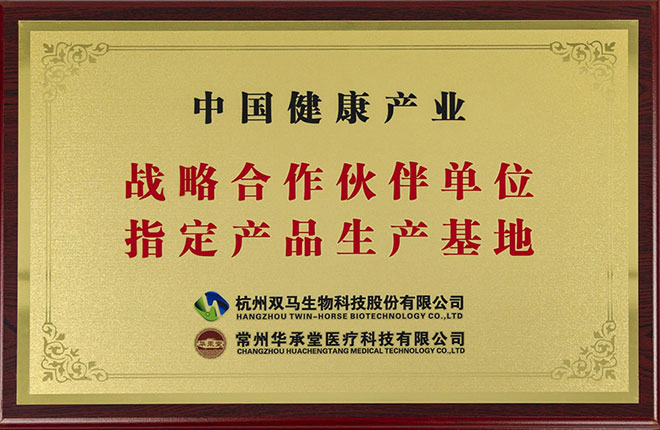 中国健康产业
战略合作伙伴单位
指定产品生产基地
杭州双马生物科技股份有限公司
HANGZHOU TWIN-HORSE BIOTECHNOLOGY CO.,LTD
华承堂
常州华承堂医疗科技有限公司
CHANGZHOU HUACHENGTANG MEDICAL TECHNOLOGY CO.,LTD